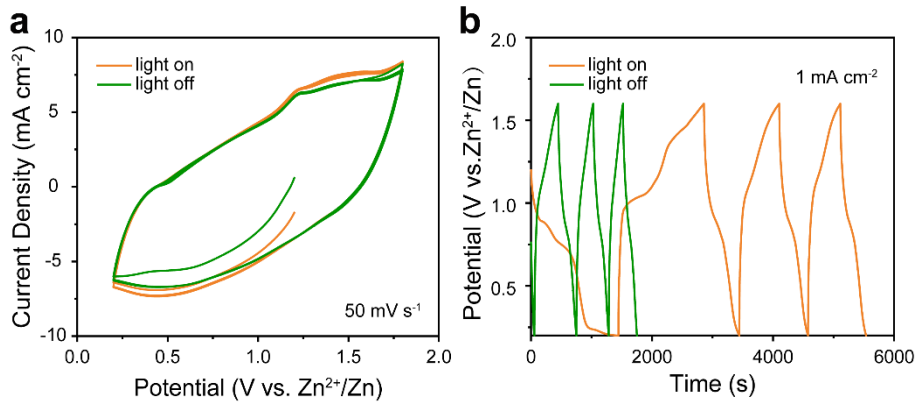 a
10
5
0
-5
-10
Current Density (mA cm⁻²)
light on
light off
50 mV s⁻¹
0.0 0.5 1.0 1.5 2.0
Potential (V vs. Zn²⁺/Zn)
b
2.0
1.5
1.0
0.5
Potential (V vs.Zn²⁺/Zn)
light on
light off
1 mA cm⁻²
0 2000 4000 6000
Time (s)